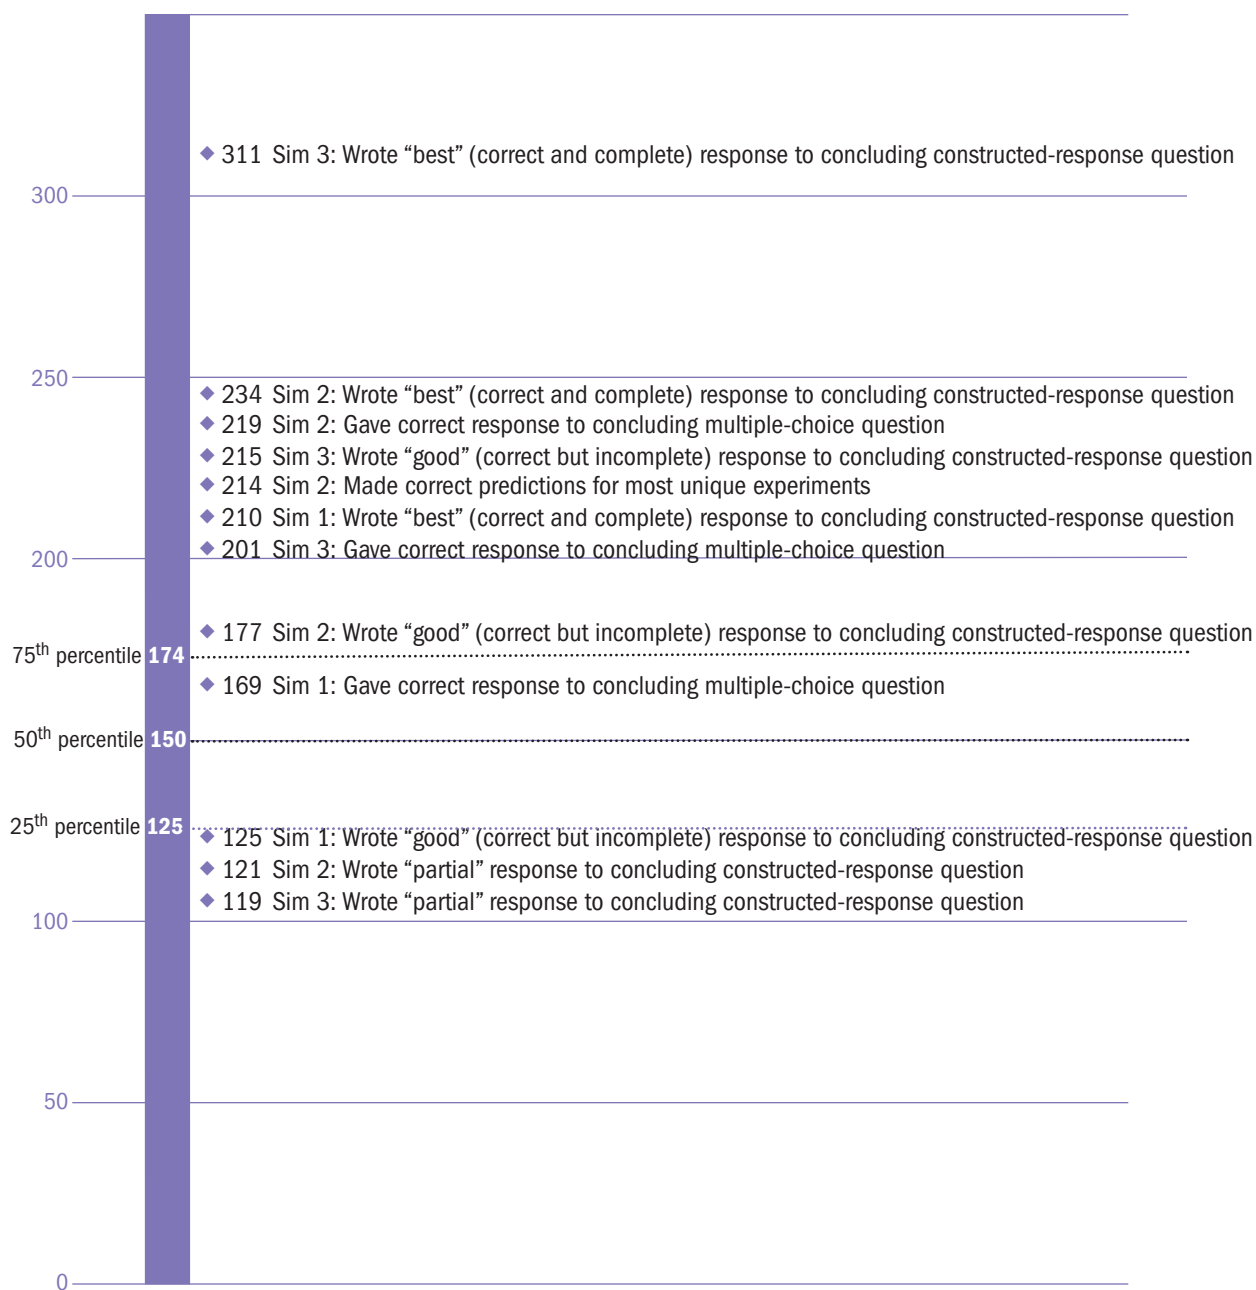 ◆ 311 Sim 3: Wrote “best” (correct and complete) response to concluding constructed-response question
300
250
◆ 234 Sim 2: Wrote “best” (correct and complete) response to concluding constructed-response question
◆ 219 Sim 2: Gave correct response to concluding multiple-choice question
◆ 215 Sim 3: Wrote “good” (correct but incomplete) response to concluding constructed-response question
◆ 214 Sim 2: Made correct predictions for most unique experiments
◆ 210 Sim 1: Wrote “best” (correct and complete) response to concluding constructed-response question
◆ 201 Sim 3: Gave correct response to concluding multiple-choice question
200
◆ 177 Sim 2: Wrote “good” (correct but incomplete) response to concluding constructed-response question
75th percentile 174
◆ 169 Sim 1: Gave correct response to concluding multiple-choice question
50th percentile 150
25th percentile 125
◆ 125 Sim 1: Wrote “good” (correct but incomplete) response to concluding constructed-response question
◆ 121 Sim 2: Wrote “partial” response to concluding constructed-response question
◆ 119 Sim 3: Wrote “partial” response to concluding constructed-response question
100
50
0